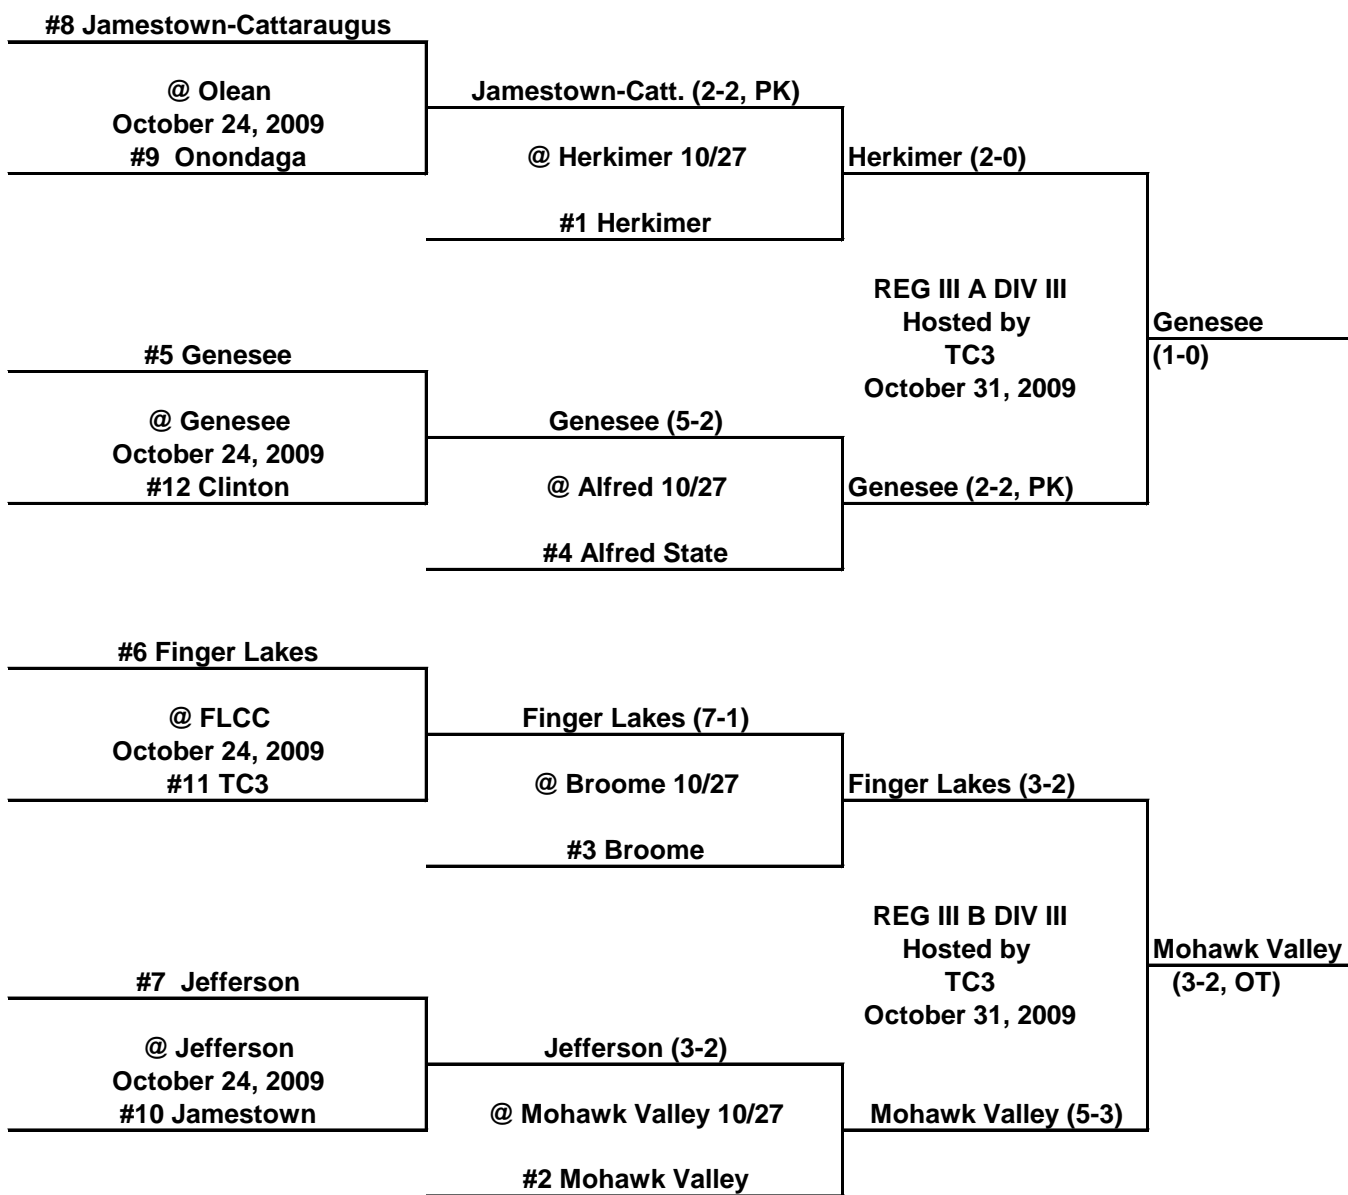 #8 Jamestown-Cattaraugus
@ Olean
October 24, 2009
#9  Onondaga
Jamestown-Catt. (2-2, PK)
@ Herkimer 10/27
#1 Herkimer
Herkimer (2-0)
#5 Genesee
@ Genesee
October 24, 2009
#12 Clinton
Genesee (5-2)
@ Alfred 10/27
#4 Alfred State
Genesee (2-2, PK)
REG III A DIV III
Hosted by
TC3
October 31, 2009
Genesee
(1-0)
#6 Finger Lakes
@ FLCC
October 24, 2009
#11 TC3
Finger Lakes (7-1)
@ Broome 10/27
#3 Broome
Finger Lakes (3-2)
#7  Jefferson
@ Jefferson
October 24, 2009
#10 Jamestown
Jefferson (3-2)
@ Mohawk Valley 10/27
#2 Mohawk Valley
Mohawk Valley (5-3)
REG III B DIV III
Hosted by
TC3
October 31, 2009
Mohawk Valley
(3-2, OT)